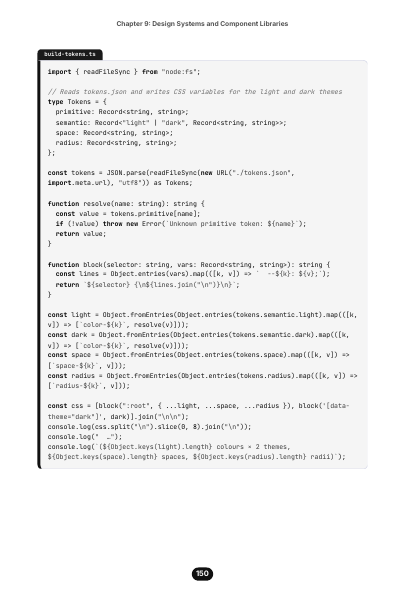 Chapter 9: Design Systems and Component Libraries
build-tokens.ts
import { readFileSync } from "node:fs";
// Reads tokens.json and writes CSS variables for the light and dark themes
type Tokens = {
  primitive: Record<string, string>;
  semantic: Record<"light" | "dark", Record<string, string>>;
  space: Record<string, string>;
  radius: Record<string, string>;
};
const tokens = JSON.parse(readFileSync(new URL("./tokens.json",
import.meta.url), "utf8")) as Tokens;
function resolve(name: string): string {
  const value = tokens.primitive[name];
  if (!value) throw new Error(`Unknown primitive token: ${name}`);
  return value;
}
function block(selector: string, vars: Record<string, string>): string {
  const lines = Object.entries(vars).map(([k, v]) => `  --${k}: ${v};`);
  return `${selector} {\n${lines.join("\n")}\n}`;
}
const light = Object.fromEntries(Object.entries(tokens.semantic.light).map(([k,
v]) => [`color-${k}`, resolve(v)]));
const dark = Object.fromEntries(Object.entries(tokens.semantic.dark).map(([k,
v]) => [`color-${k}`, resolve(v)]));
const space = Object.fromEntries(Object.entries(tokens.space).map(([k, v]) =>
[`space-${k}`, v]));
const radius = Object.fromEntries(Object.entries(tokens.radius).map(([k, v]) =>
[`radius-${k}`, v]));
const css = [block(":root", { ...light, ...space, ...radius }), block('[data-
theme="dark"]', dark)].join("\n\n");
console.log(css.split("\n").slice(0, 8).join("\n"));
console.log("  …");
console.log(`(${Object.keys(light).length} colours × 2 themes,
${Object.keys(space).length} spaces, ${Object.keys(radius).length} radii)`);
150